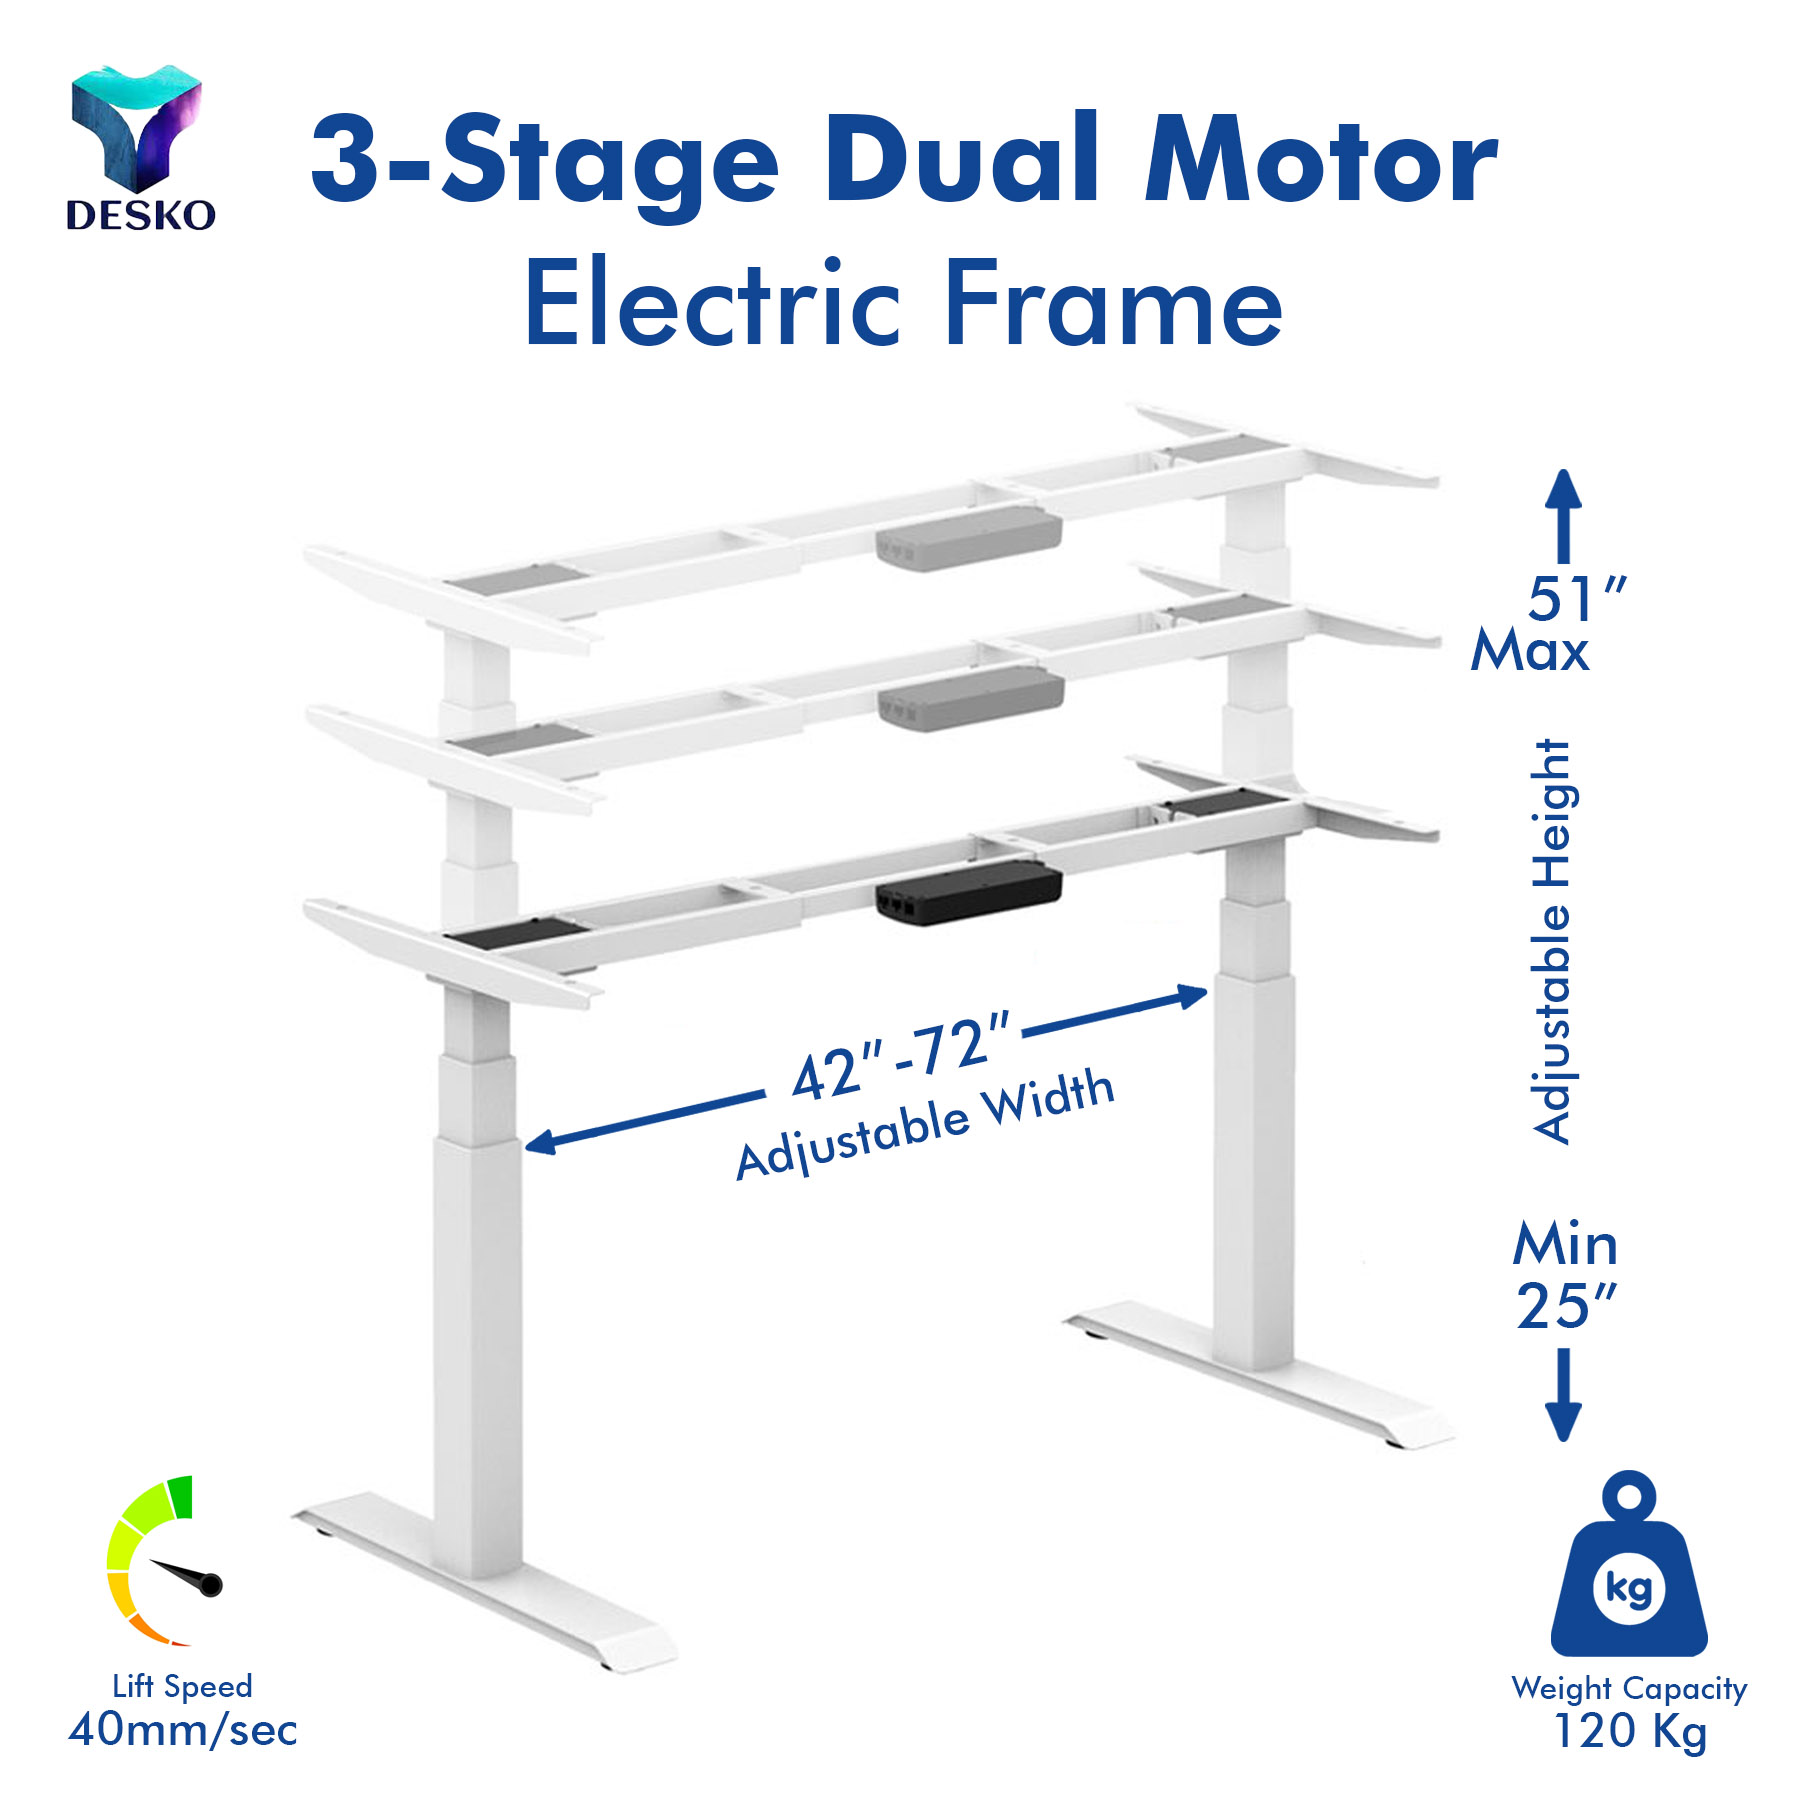 DESKO
3-Stage Dual Motor
Electric Frame
51”
Max
Adjustable Height
42”-72”
Adjustable Width
Min
25”
kg
Lift Speed
40mm/sec
Weight Capacity
120 Kg